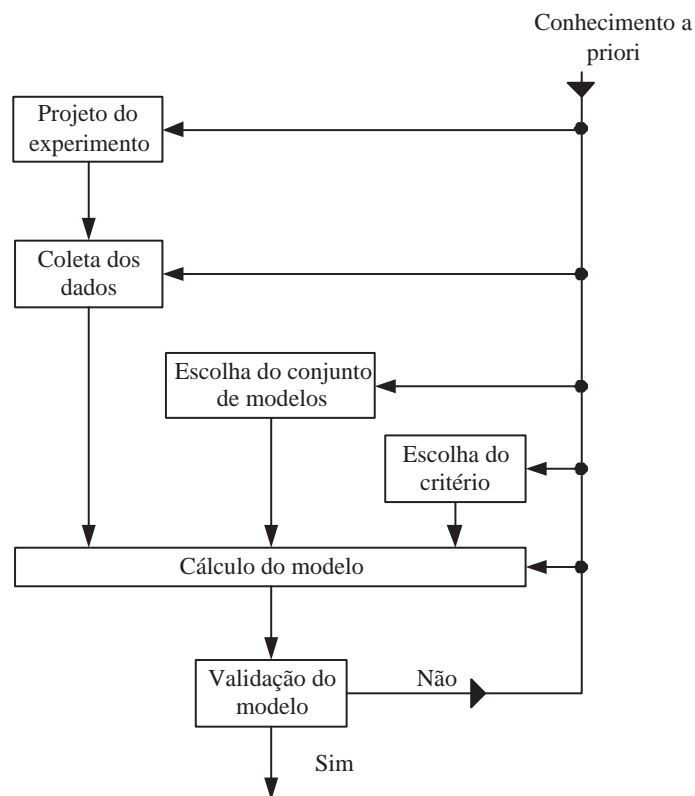 Conhecimento a
priori
Projeto do
experimento
Coleta dos
dados
Escolha do conjunto
de modelos
Escolha do
critério
Cálculo do modelo
Validação do
modelo
Não
Sim